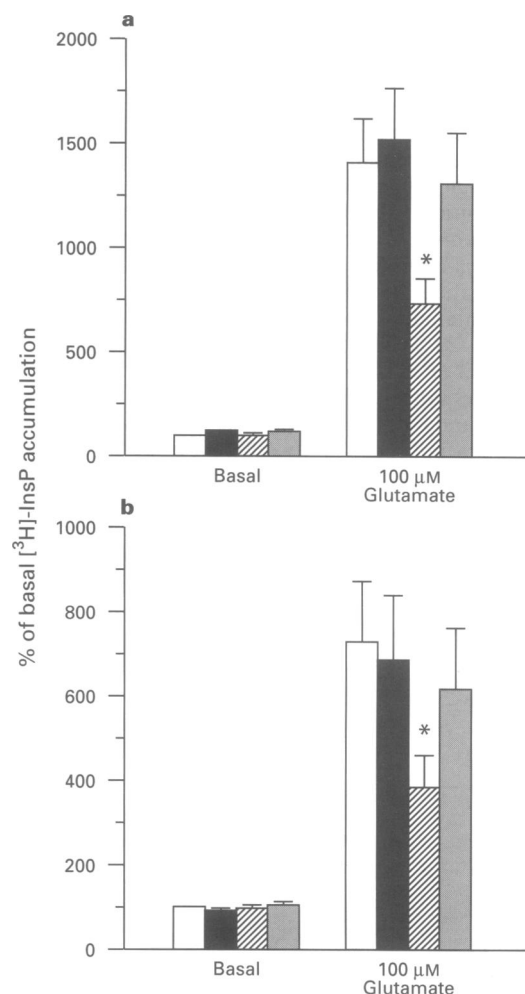 a
2000
1500
1000
500
0
*
Basal
100 µM
Glutamate
% of basal [³H]-InsP accumulation
b
1000
800
600
400
200
0
*
Basal
100 µM
Glutamate